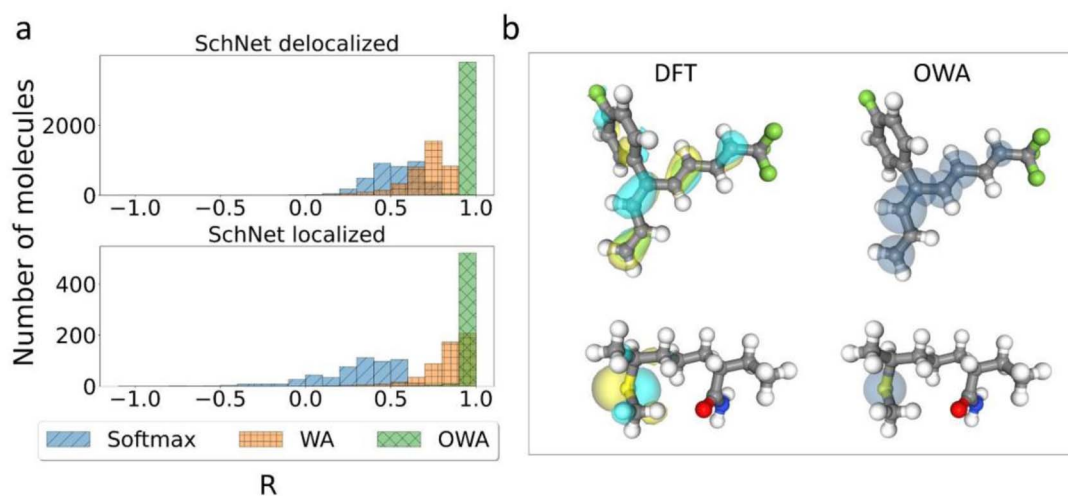 a
SchNet delocalized
2000
0
−1.0 −0.5 0.0 0.5 1.0
SchNet localized
400
200
0
−1.0 −0.5 0.0 0.5 1.0
Number of molecules
Softmax WA OWA
R
b
DFT OWA